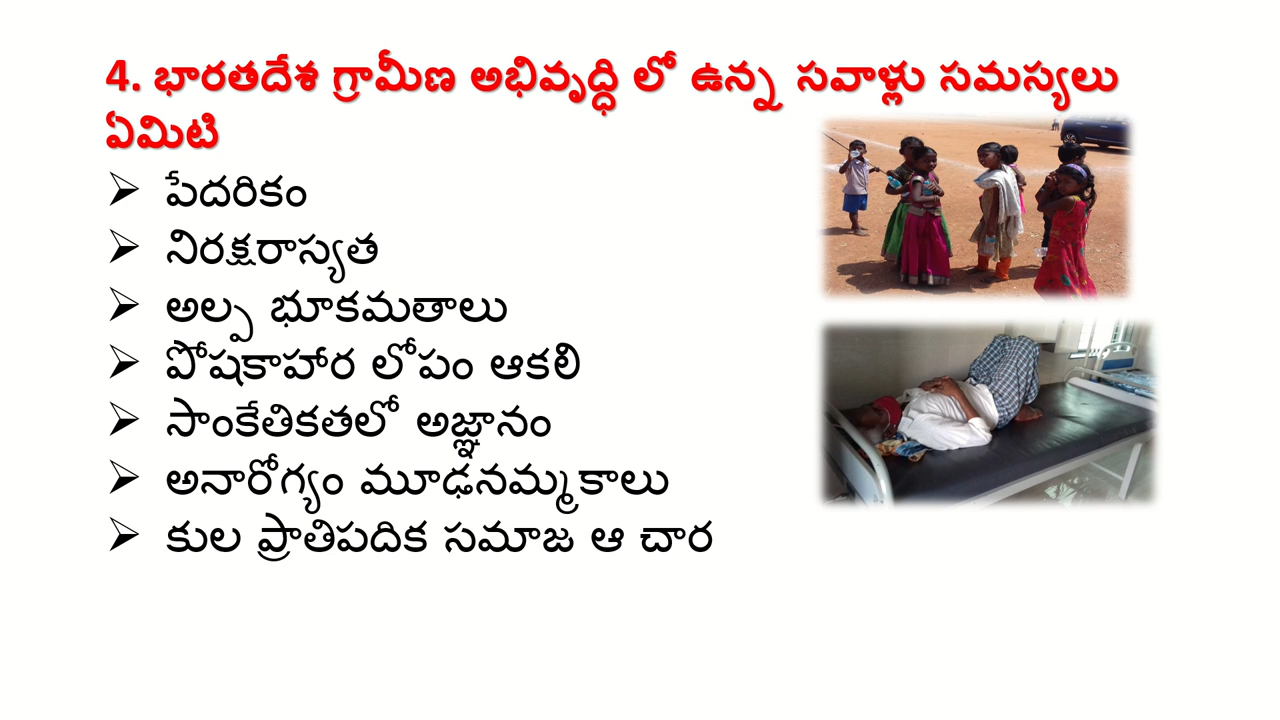 4. భారతదేశ గ్రామీణ అభివృద్ధి లో ఉన్న సవాళ్లు సమస్యలు
ఏమిటి
➢ పేదరికం
➢ నిరక్షరాస్యత
➢ అల్ప భూకమతాలు
➢ పోషకాహార లోపం ఆకలి
➢ సాంకేతికతలో అజ్ఞానం
➢ అనారోగ్యం మూఢనమ్మకాలు
➢ కుల ప్రాతిపదిక సమాజ ఆ చార